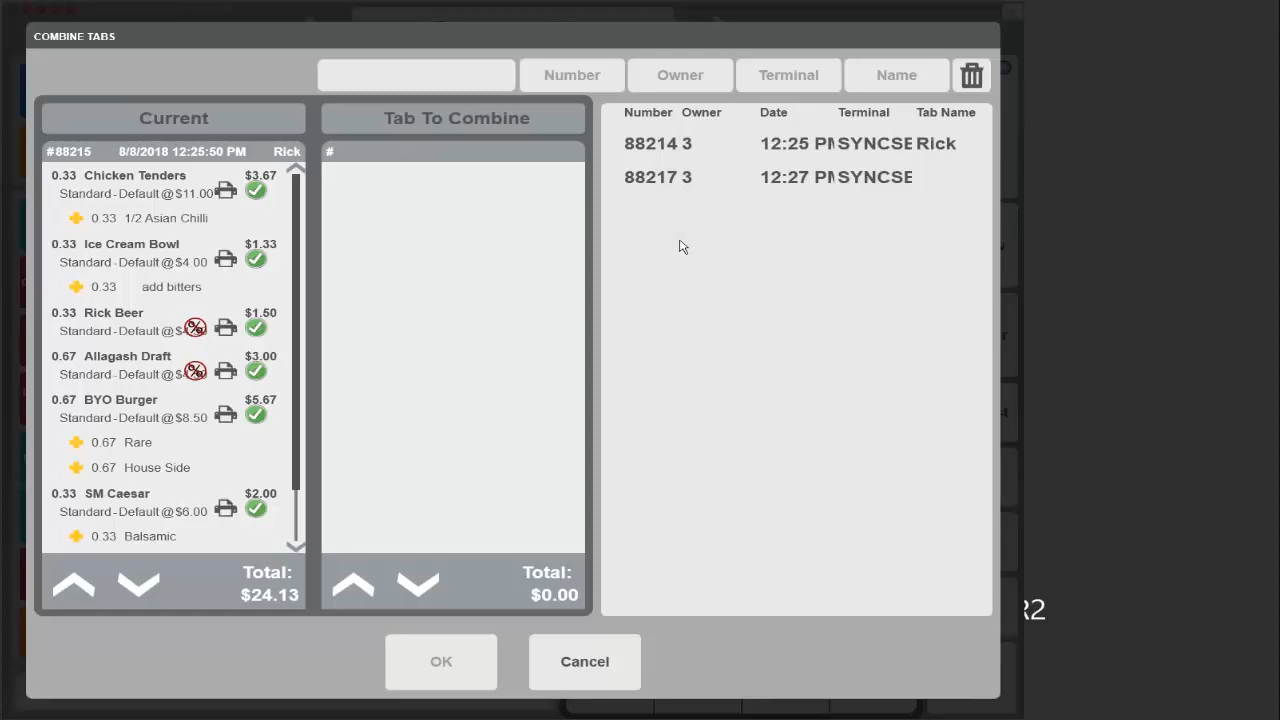 COMBINE TABS
Number Owner Terminal Name
Current
Tab To Combine
#88215 8/8/2018 12:25:50 PM Rick
#
0.33 Chicken Tenders $3.67
Standard - Default @ $11.00
0.33 1/2 Asian Chilli
0.33 Ice Cream Bowl $1.33
Standard - Default @ $4.00
0.33 add bitters
0.33 Rick Beer $1.50
Standard - Default @ $
0.67 Allagash Draft $3.00
Standard - Default @ $
0.67 BYO Burger $5.67
Standard - Default @ $8.50
0.67 Rare
0.67 House Side
0.33 SM Caesar $2.00
Standard - Default @ $6.00
0.33 Balsamic
Total:
$24.13
Total:
$0.00
Number Owner Date Terminal Tab Name
88214 3 12:25 PM SYNCSE Rick
88217 3 12:27 PM SYNCSE
R2
OK
Cancel